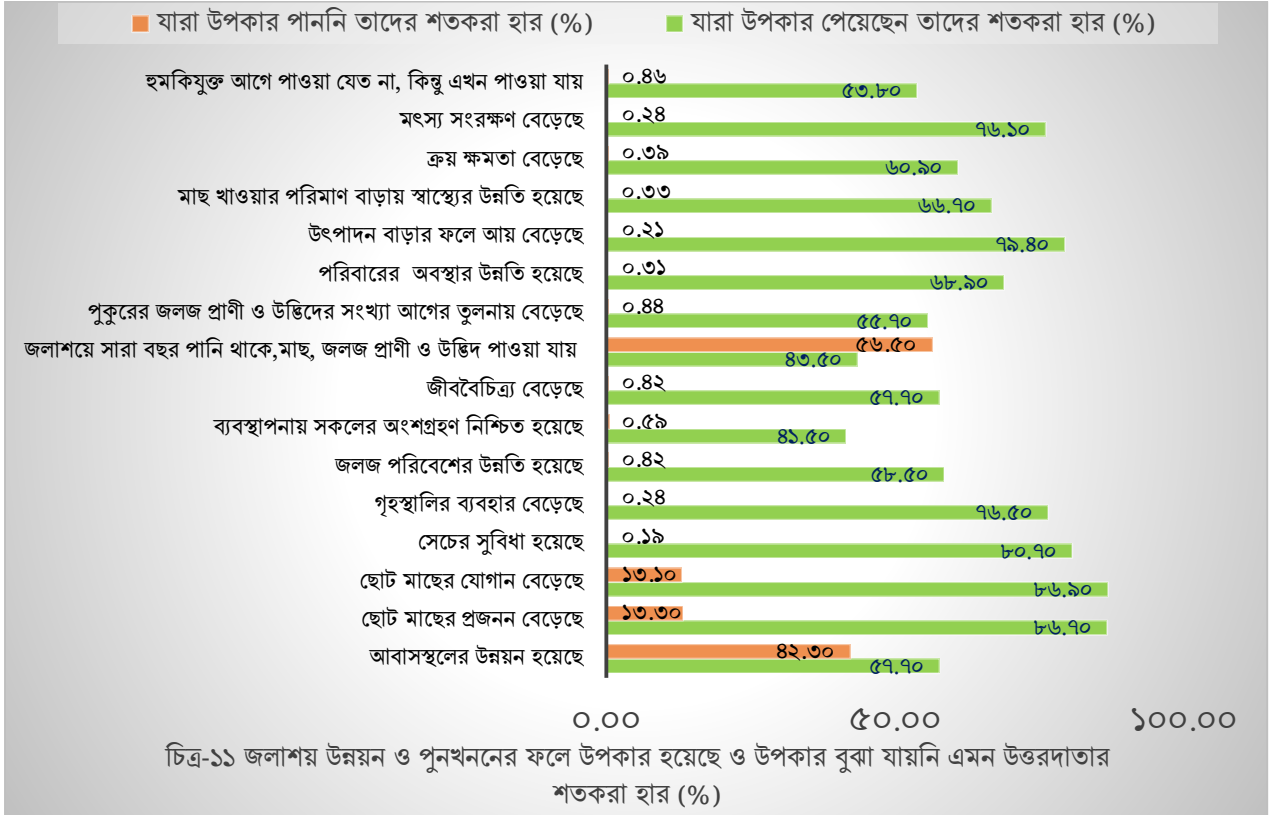 যারা উপকার পাননি তাদের শতকরা হার (%) যারা উপকার পেয়েছেন তাদের শতকরা হার (%)
হুমকিযুক্ত আগে পাওয়া যেত না, কিন্তু এখন পাওয়া যায় ০.৪৬
৫৩.৮০
মৎস্য সংরক্ষণ বেড়েছে ০.২৪
৭৬.১০
ক্রয় ক্ষমতা বেড়েছে ০.৩৯
৬০.৯০
মাছ খাওয়ার পরিমাণ বাড়ায় স্বাস্থ্যের উন্নতি হয়েছে ০.৩৩
৬৬.৭০
উৎপাদন বাড়ার ফলে আয় বেড়েছে ০.২১
৭৯.৪০
পরিবারের অবস্থার উন্নতি হয়েছে ০.৩১
৬৮.৯০
পুকুরের জলজ প্রাণী ও উদ্ভিদের সংখ্যা আগের তুলনায় বেড়েছে ০.৪৪
৫৫.৭০
জলাশয়ে সারা বছর পানি থাকে,মাছ, জলজ প্রাণী ও উদ্ভিদ পাওয়া যায় ৫৬.৫০
৪৩.৫০
জীববৈচিত্র্য বেড়েছে ০.৪২
৫৭.৭০
ব্যবস্থাপনায় সকলের অংশগ্রহণ নিশ্চিত হয়েছে ০.৫৯
৪১.৫০
জলজ পরিবেশের উন্নতি হয়েছে ০.৪২
৫৮.৫০
গৃহস্থালির ব্যবহার বেড়েছে ০.২৪
৭৬.৫০
সেচের সুবিধা হয়েছে ০.১৯
৮০.৭০
ছোট মাছের যোগান বেড়েছে ১৩.১০
৮৬.৯০
ছোট মাছের প্রজনন বেড়েছে ১৩.৩০
৮৬.৭০
আবাসস্থলের উন্নয়ন হয়েছে ৪২.৩০
৫৭.৭০
০.০০ ৫০.০০ ১০০.০০
চিত্র-১১ জলাশয় উন্নয়ন ও পুনখননের ফলে উপকার হয়েছে ও উপকার বুঝা যায়নি এমন উত্তরদাতার
শতকরা হার (%)